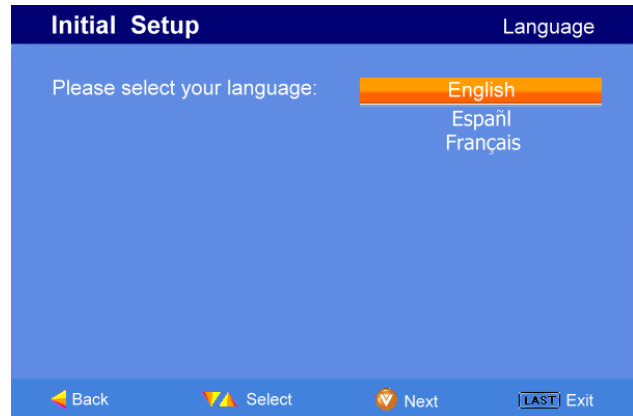 Initial Setup Language
Please select your language: English
Españl
Français
Back Select Next LAST Exit